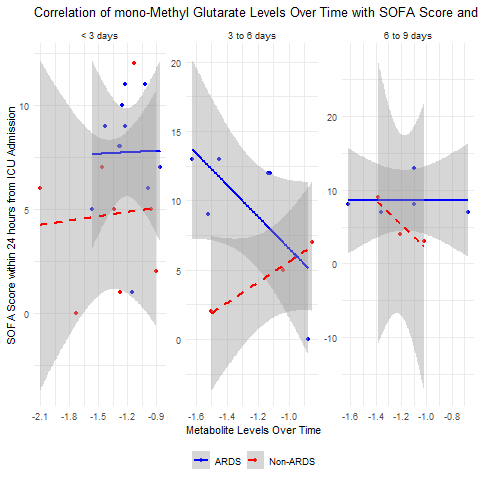 Correlation of mono-Methyl Glutarate Levels Over Time with SOFA Score and
< 3 days
3 to 6 days
6 to 9 days
SOFA Score within 24 hours from ICU Admission
10
5
0
20
15
10
5
0
20
10
0
-10
-2.1 -1.8 -1.5 -1.2 -0.9
-1.6 -1.4 -1.2 -1.0
-1.6 -1.4 -1.2 -1.0 -0.8
Metabolite Levels Over Time
ARDS
Non-ARDS